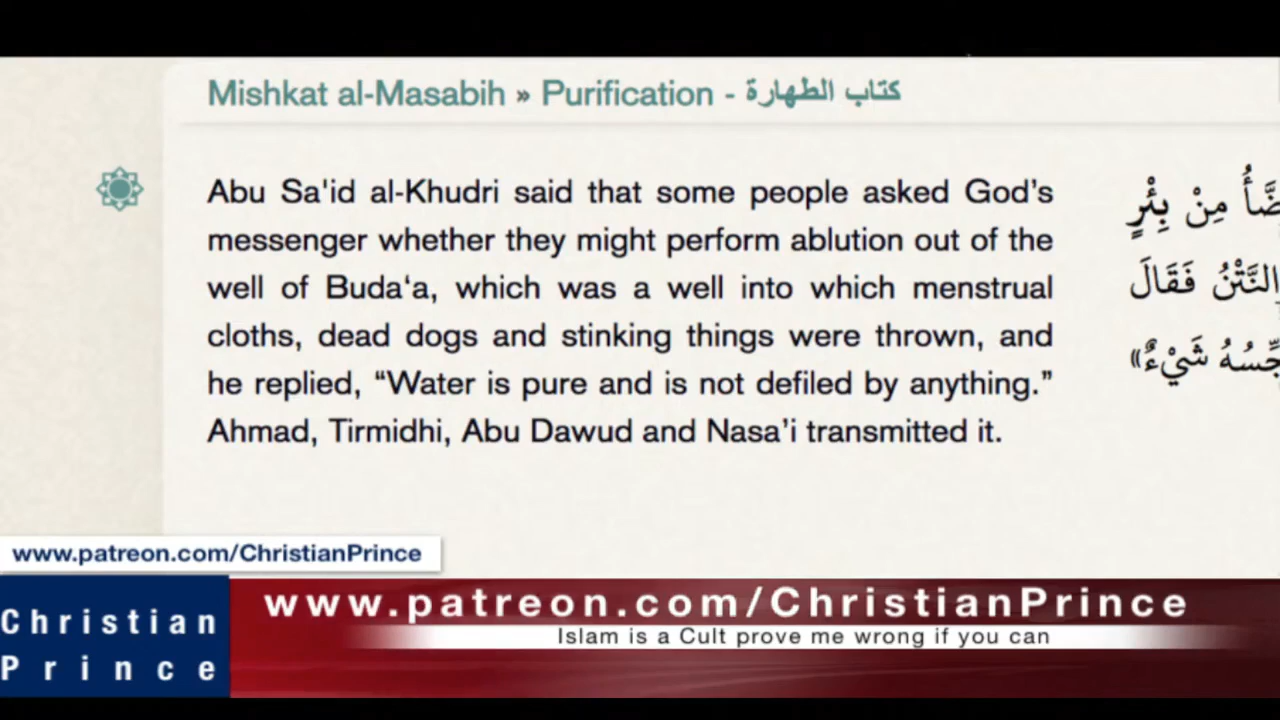 Mishkat al-Masabih » Purification - كتاب الطهارة
Abu Sa'id al-Khudri said that some people asked God’s
messenger whether they might perform ablution out of the
well of Buda‘a, which was a well into which menstrual
cloths, dead dogs and stinking things were thrown, and
he replied, “Water is pure and is not defiled by anything.”
Ahmad, Tirmidhi, Abu Dawud and Nasa’i transmitted it.
مِنْ بِئْرٍ
النَّتْنُ فَقَالَ
شَيْءٌ»
www.patreon.com/ChristianPrince
Christian
Prince
www.patreon.com/ChristianPrince
Islam is a Cult prove me wrong if you can